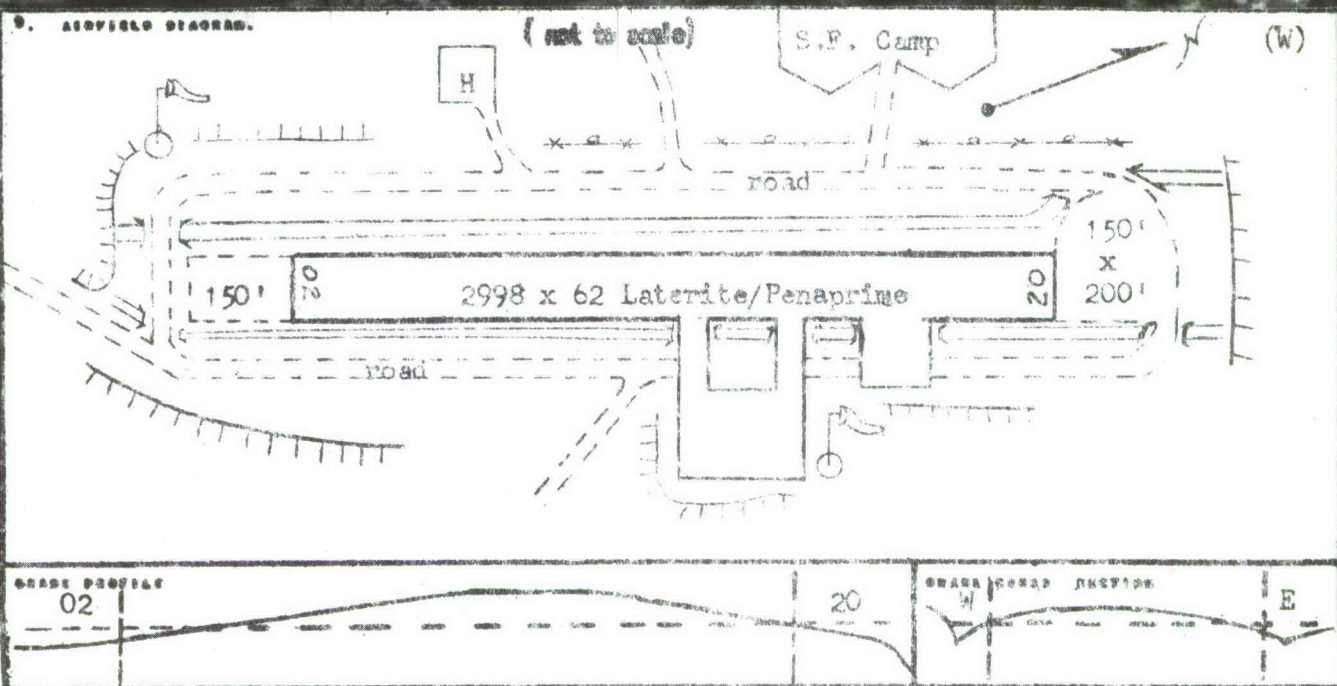 9. AIRFIELD DIAGRAM.
(not to scale)
S.F. Camp
N
(W)
H
road
150'
x
200'
150'
02
2998 x 62 Laterite/Penaprime
20
road
GRADE PROFILE
02
20
W
E